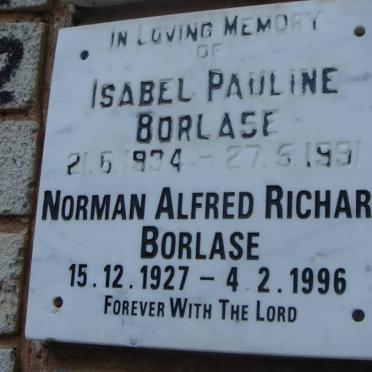 IN LOVING MEMORY
OF
ISABEL PAULINE
BORLASE
21.6.1934 – 27.5.1991
NORMAN ALFRED RICHAR
BORLASE
15.12.1927 – 4.2.1996
FOREVER WITH THE LORD